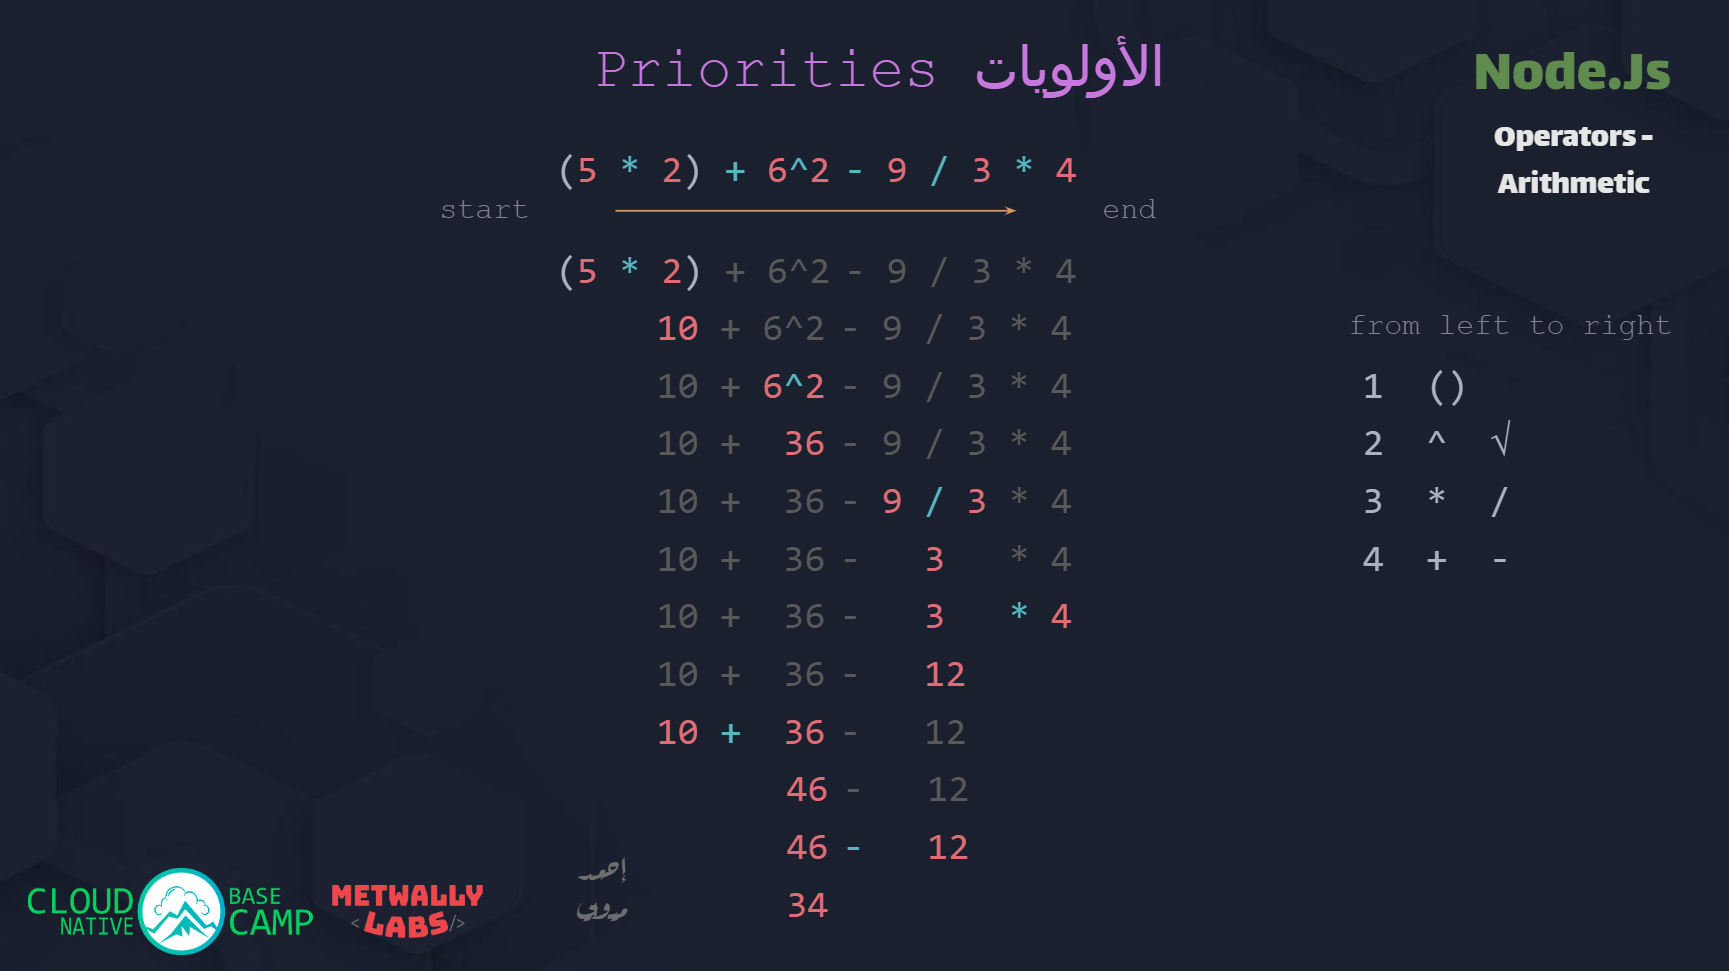 Priorities الأولويات
Node.Js
Operators -
Arithmetic
(5 * 2) + 6^2 - 9 / 3 * 4
start end
(5 * 2) + 6^2 - 9 / 3 * 4
10 + 6^2 - 9 / 3 * 4
10 + 6^2 - 9 / 3 * 4
10 + 36 - 9 / 3 * 4
10 + 36 - 9 / 3 * 4
10 + 36 - 3 * 4
10 + 36 - 3 * 4
10 + 36 - 12
10 + 36 - 12
46 - 12
46 - 12
34
from left to right
1 ()
2 ^ √
3 * /
4 + -
CLOUD NATIVE
BASE CAMP
METWALLY
<LABS/>